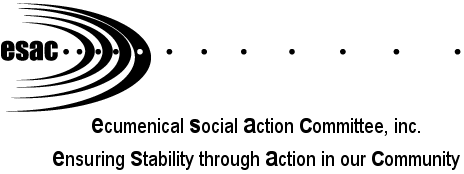 esac
ecumenical social action committee, inc.
ensuring stability through action in our community